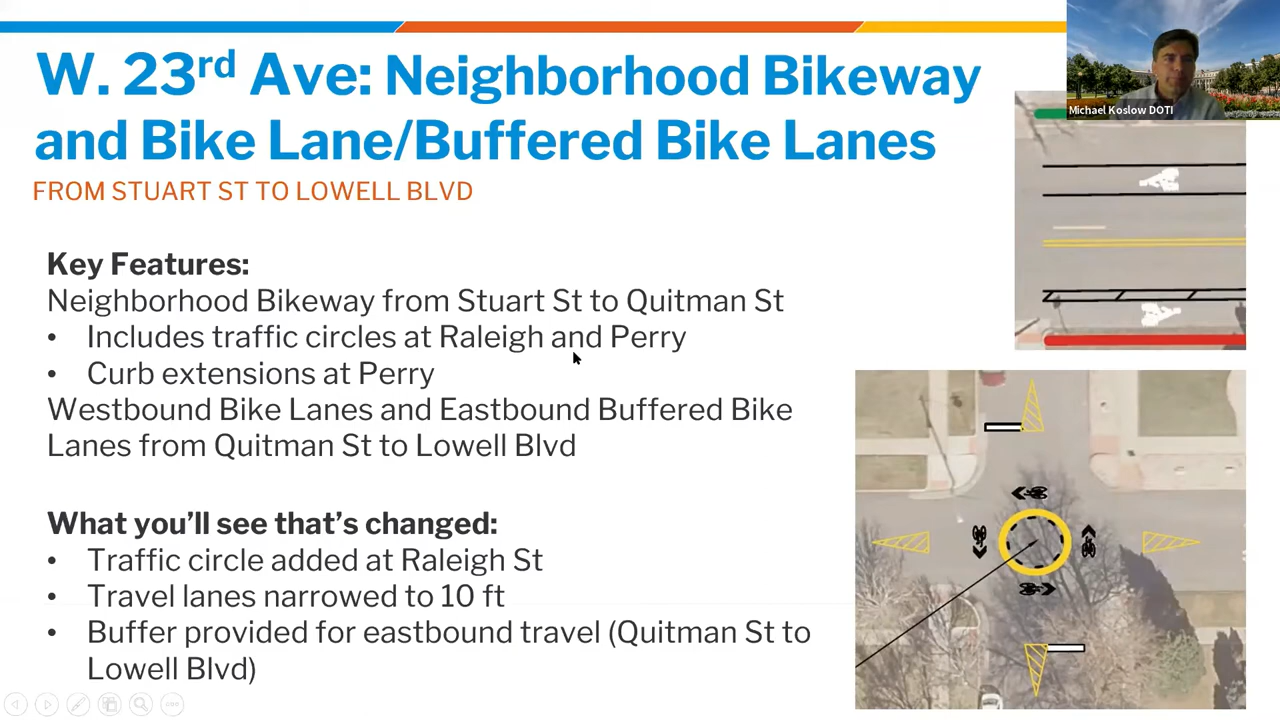 W. 23rd Ave: Neighborhood Bikeway
and Bike Lane/Buffered Bike Lanes
FROM STUART ST TO LOWELL BLVD
Michael Koslow DOTI
Key Features:
Neighborhood Bikeway from Stuart St to Quitman St
• Includes traffic circles at Raleigh and Perry
• Curb extensions at Perry
Westbound Bike Lanes and Eastbound Buffered Bike
Lanes from Quitman St to Lowell Blvd
What you'll see that's changed:
• Traffic circle added at Raleigh St
• Travel lanes narrowed to 10 ft
• Buffer provided for eastbound travel (Quitman St to
Lowell Blvd)